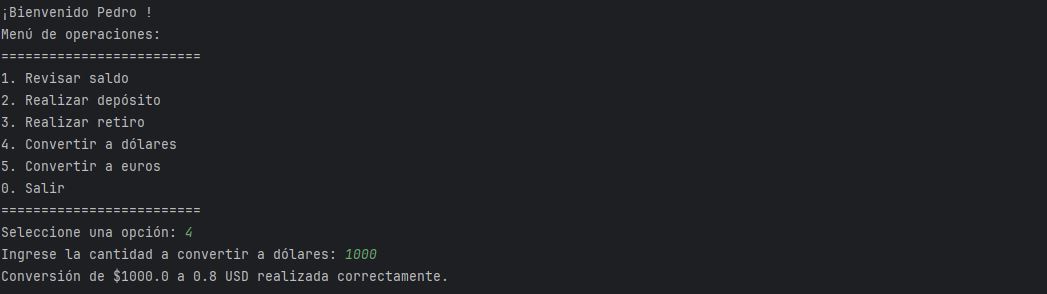 ¡Bienvenido Pedro !
Menú de operaciones:
=========================
1. Revisar saldo
2. Realizar depósito
3. Realizar retiro
4. Convertir a dólares
5. Convertir a euros
0. Salir
=========================
Seleccione una opción: 4
Ingrese la cantidad a convertir a dólares: 1000
Conversión de $1000.0 a 0.8 USD realizada correctamente.